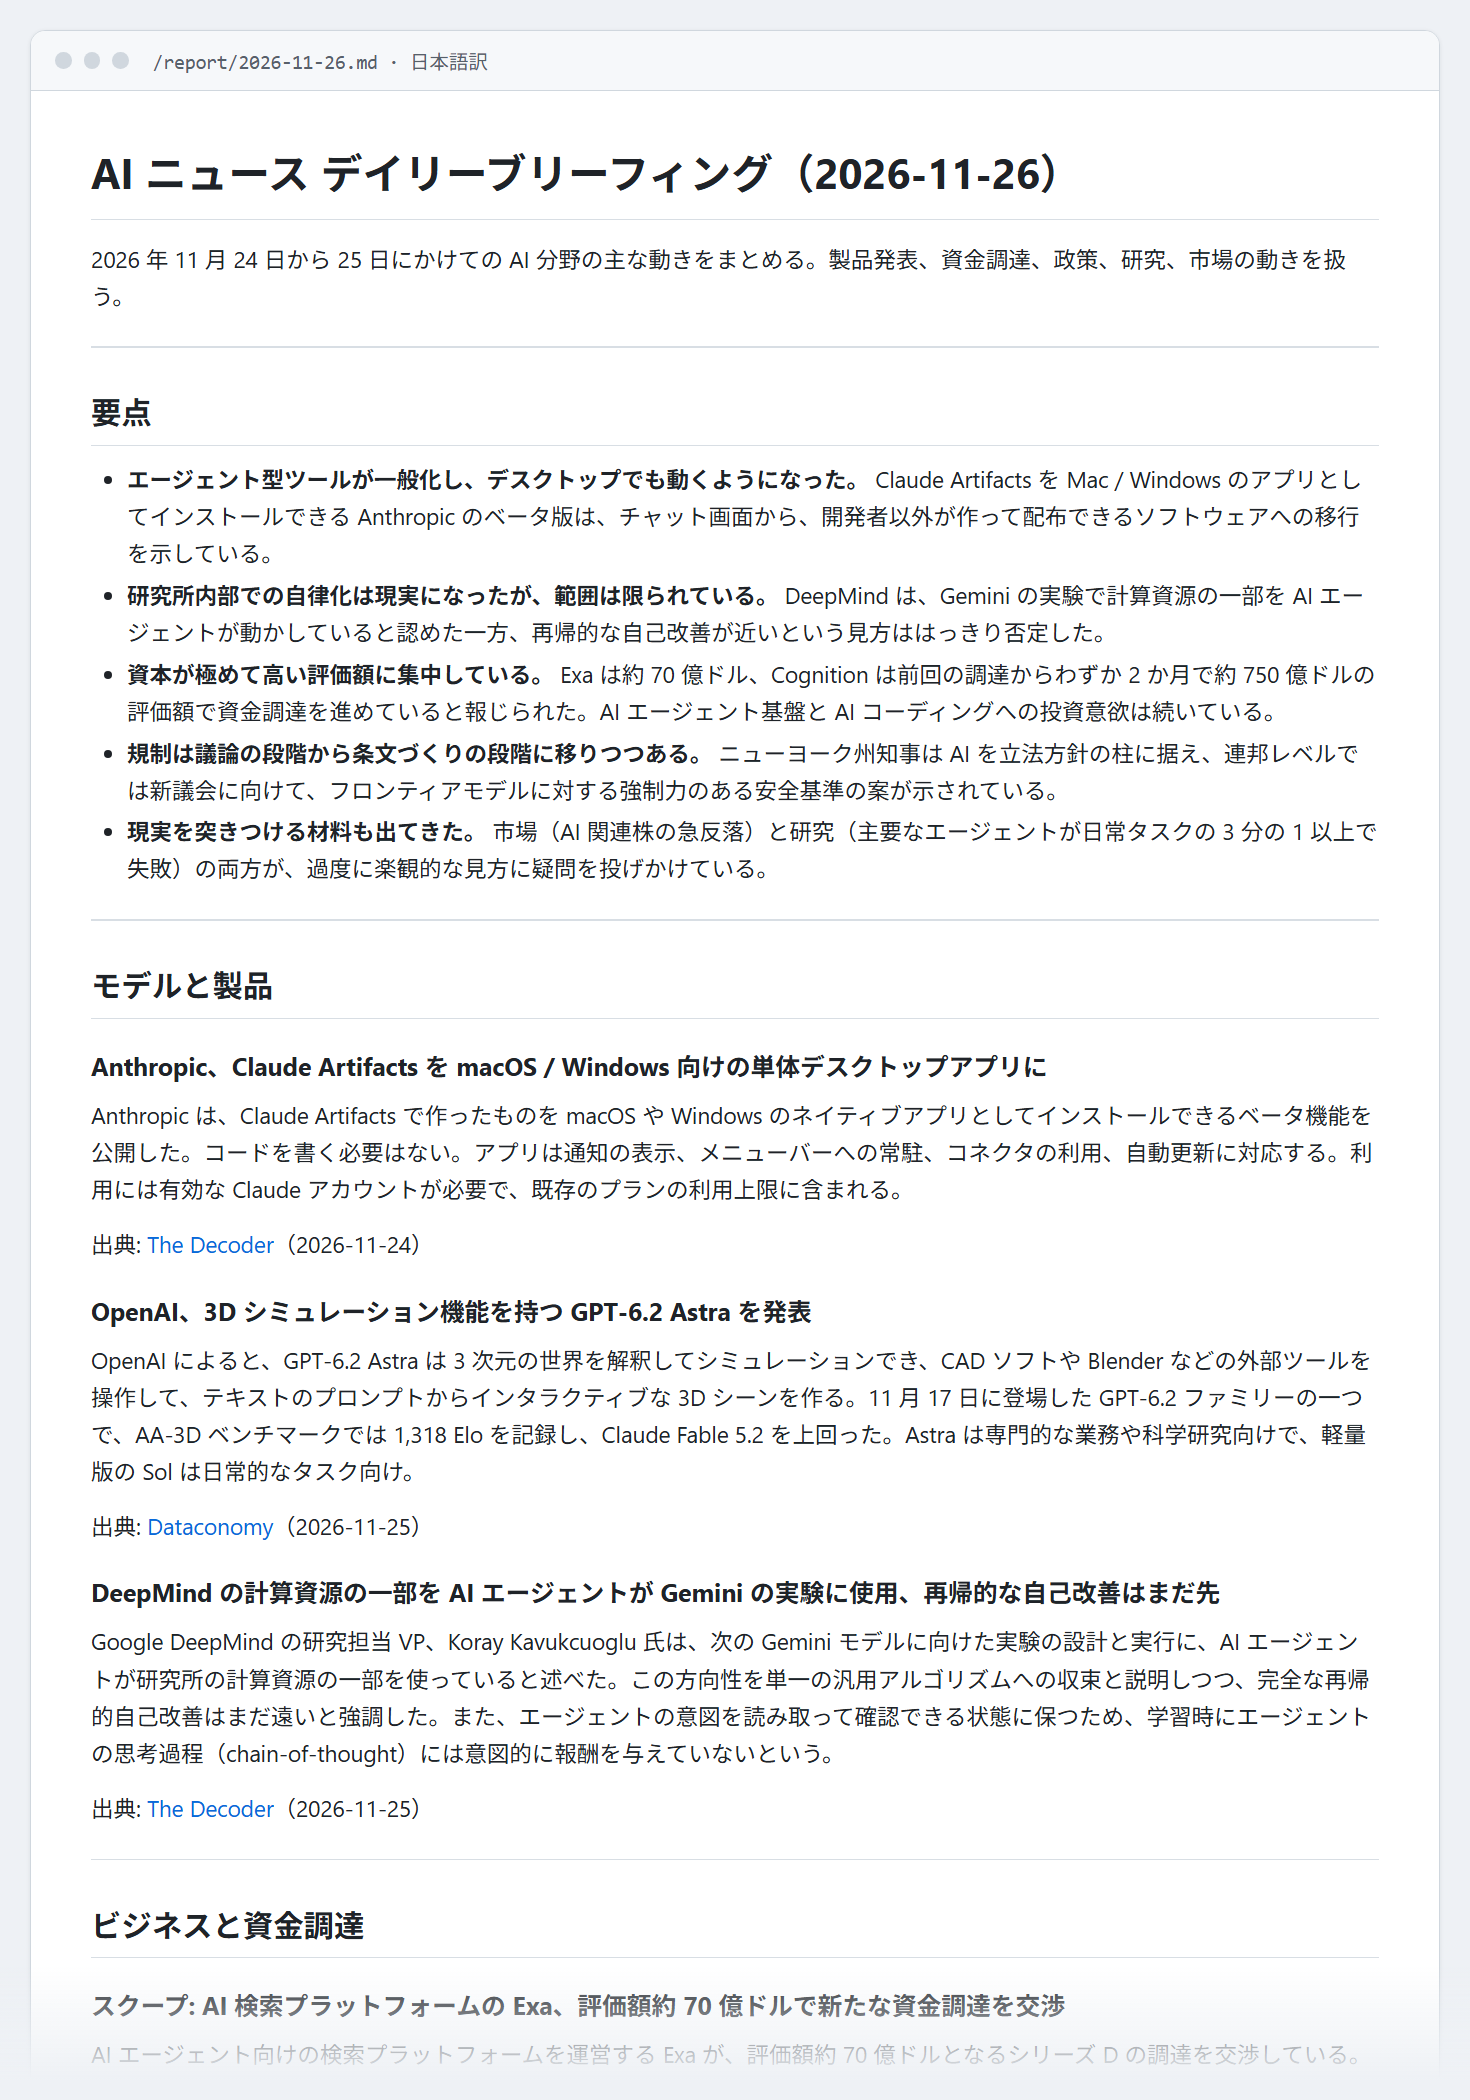 /report/2026-11-26.md · 日本語訳
AI ニュース デイリーブリーフィング（2026-11-26）
2026 年 11 月 24 日から 25 日にかけての AI 分野の主な動きをまとめる。製品発表、資金調達、政策、研究、市場の動きを扱
う。
要点
• エージェント型ツールが一般化し、デスクトップでも動くようになった。 Claude Artifacts を Mac / Windows のアプリとし
てインストールできる Anthropic のベータ版は、チャット画面から、開発者以外が作って配布できるソフトウェアへの移行
を示している。
• 研究所内部での自律化は現実になったが、範囲は限られている。 DeepMind は、Gemini の実験で計算資源の一部を AI エー
ジェントが動かしていると認めた一方、再帰的な自己改善が近いという見方ははっきり否定した。
• 資本が極めて高い評価額に集中している。 Exa は約 70 億ドル、Cognition は前回の調達からわずか 2 か月で約 750 億ドルの
評価額で資金調達を進めていると報じられた。AI エージェント基盤と AI コーディングへの投資意欲は続いている。
• 規制は議論の段階から条文づくりの段階に移りつつある。 ニューヨーク州知事は AI を立法方針の柱に据え、連邦レベルで
は新議会に向けて、フロンティアモデルに対する強制力のある安全基準の案が示されている。
• 現実を突きつける材料も出てきた。 市場（AI 関連株の急反落）と研究（主要なエージェントが日常タスクの 3 分の 1 以上で
失敗）の両方が、過度に楽観的な見方に疑問を投げかけている。
モデルと製品
Anthropic、Claude Artifacts を macOS / Windows 向けの単体デスクトップアプリに
Anthropic は、Claude Artifacts で作ったものを macOS や Windows のネイティブアプリとしてインストールできるベータ機能を
公開した。コードを書く必要はない。アプリは通知の表示、メニューバーへの常駐、コネクタの利用、自動更新に対応する。利
用には有効な Claude アカウントが必要で、既存のプランの利用上限に含まれる。
出典: The Decoder（2026-11-24）
OpenAI、3D シミュレーション機能を持つ GPT-6.2 Astra を発表
OpenAI によると、GPT-6.2 Astra は 3 次元の世界を解釈してシミュレーションでき、CAD ソフトや Blender などの外部ツールを
操作して、テキストのプロンプトからインタラクティブな 3D シーンを作る。11 月 17 日に登場した GPT-6.2 ファミリーの一つ
で、AA-3D ベンチマークでは 1,318 Elo を記録し、Claude Fable 5.2 を上回った。Astra は専門的な業務や科学研究向けで、軽量
版の Sol は日常的なタスク向け。
出典: Dataconomy（2026-11-25）
DeepMind の計算資源の一部を AI エージェントが Gemini の実験に使用、再帰的な自己改善はまだ先
Google DeepMind の研究担当 VP、Koray Kavukcuoglu 氏は、次の Gemini モデルに向けた実験の設計と実行に、AI エージェン
トが研究所の計算資源の一部を使っていると述べた。この方向性を単一の汎用アルゴリズムへの収束と説明しつつ、完全な再帰
的自己改善はまだ遠いと強調した。また、エージェントの意図を読み取って確認できる状態に保つため、学習時にエージェント
の思考過程（chain-of-thought）には意図的に報酬を与えていないという。
出典: The Decoder（2026-11-25）
ビジネスと資金調達
スクープ: AI 検索プラットフォームの Exa、評価額約 70 億ドルで新たな資金調達を交渉
AI エージェント向けの検索プラットフォームを運営する Exa が、評価額約 70 億ドルとなるシリーズ D の調達を交渉している。